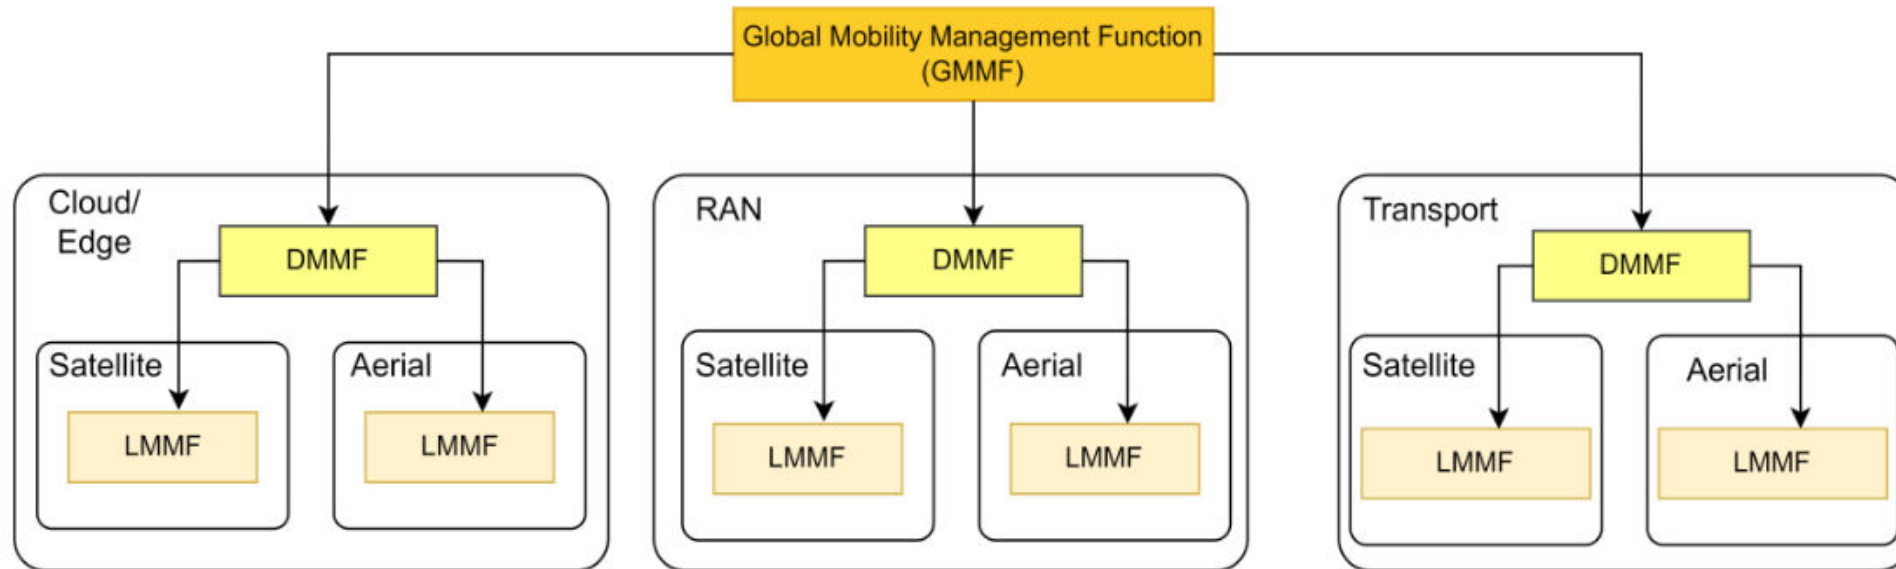 Global Mobility Management Function
(GMMF)
Cloud/
Edge
DMMF
Satellite
LMMF
Aerial
LMMF
RAN
DMMF
Satellite
LMMF
Aerial
LMMF
Transport
DMMF
Satellite
LMMF
Aerial
LMMF